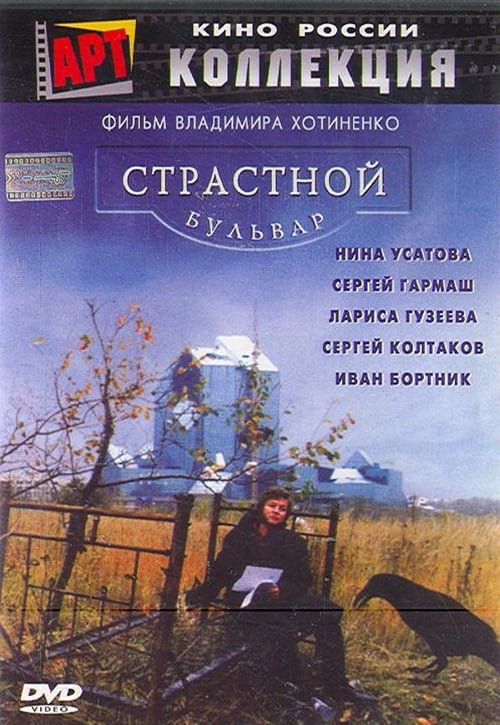 АРТ
КИНО РОССИИ
КОЛЛЕКЦИЯ
ФИЛЬМ ВЛАДИМИРА ХОТИНЕНКО
СТРАСТНОЙ
БУЛЬВАР
НИНА УСАТОВА
СЕРГЕЙ ГАРМАШ
ЛАРИСА ГУЗЕЕВА
СЕРГЕЙ КОЛТАКОВ
ИВАН БОРТНИК
DVD
VIDEO